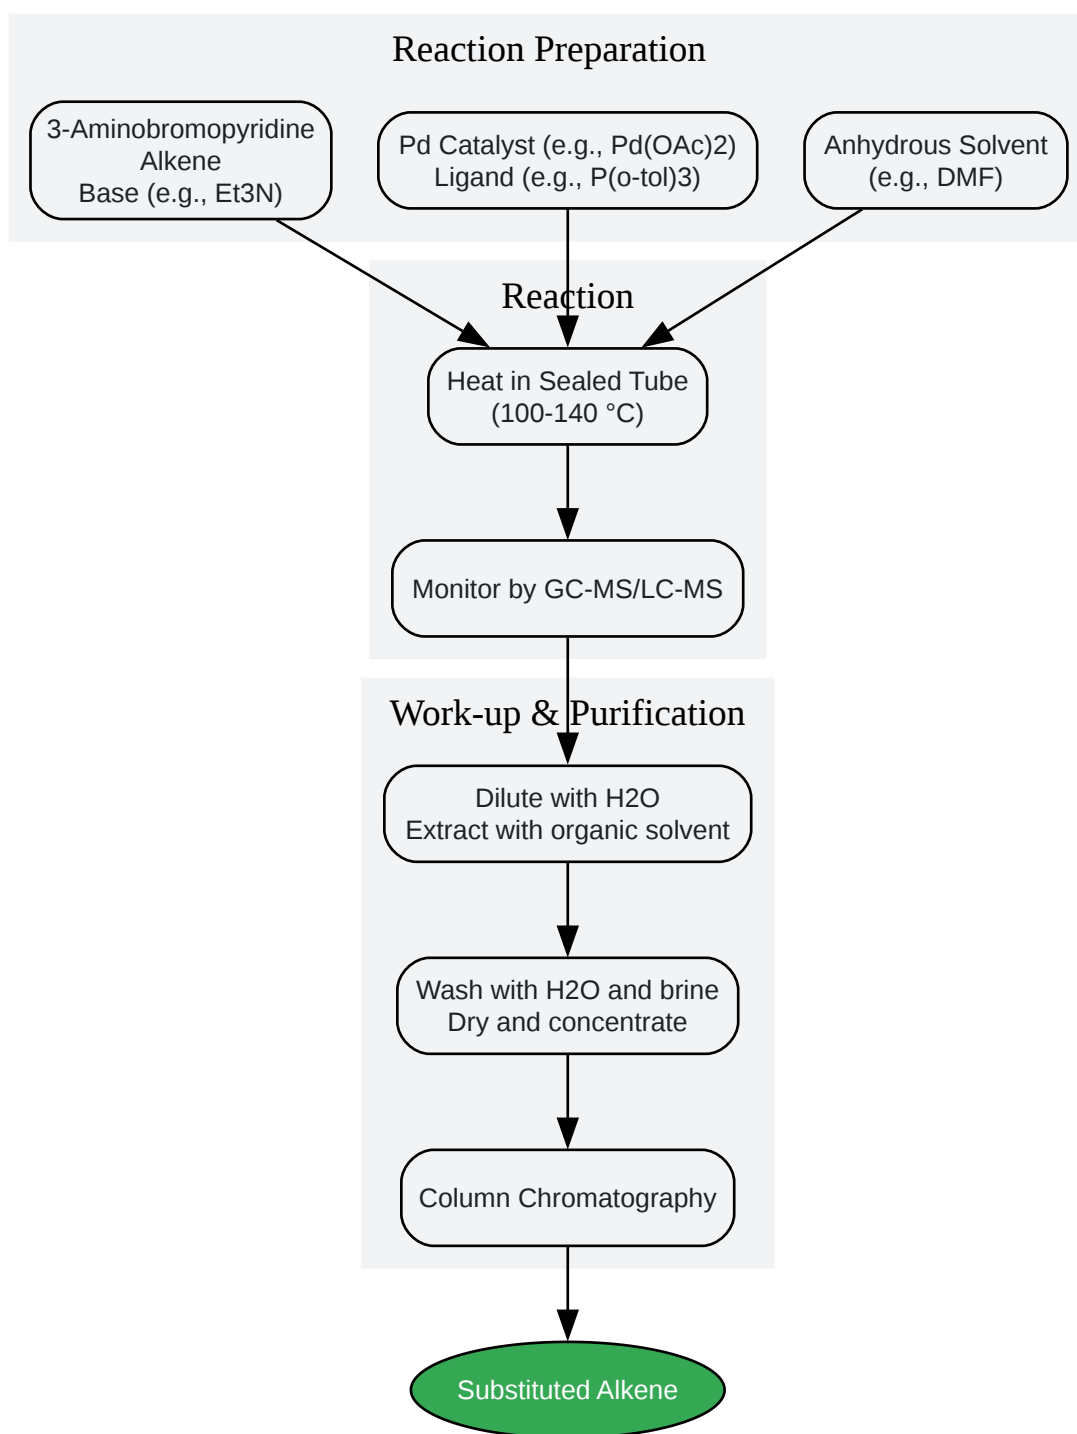 Reaction Preparation
3-Aminobromopyridine
Alkene
Base (e.g., Et3N)
Pd Catalyst (e.g., Pd(OAc)2)
Ligand (e.g., P(o-tol)3)
Anhydrous Solvent
(e.g., DMF)
Reaction
Heat in Sealed Tube
(100-140 °C)
Monitor by GC-MS/LC-MS
Work-up & Purification
Dilute with H2O
Extract with organic solvent
Wash with H2O and brine
Dry and concentrate
Column Chromatography
Substituted Alkene